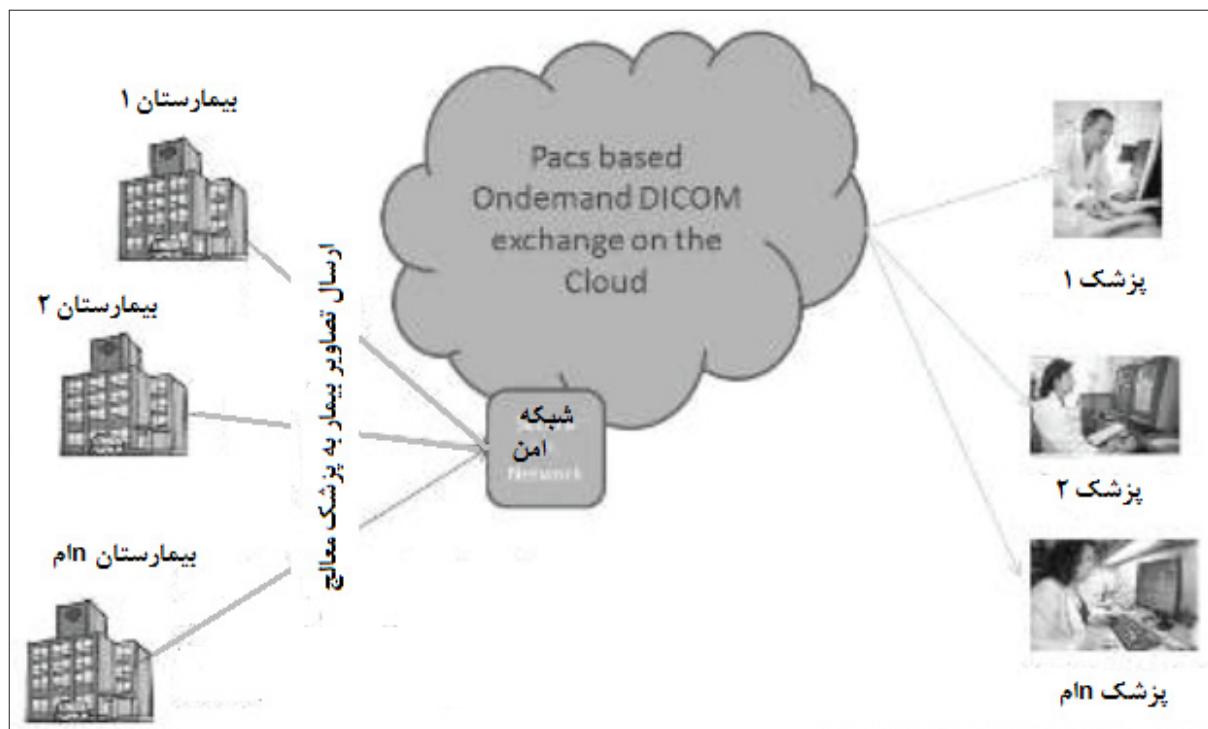 بیمارستان ۱
بیمارستان ۲
بیمارستان nام
ارسال تصاویر بیمار به پزشک معالج
Pacs based
Ondemand DICOM
exchange on the
Cloud
شبکه
امن
Network
پزشک ۱
پزشک ۲
پزشک nام